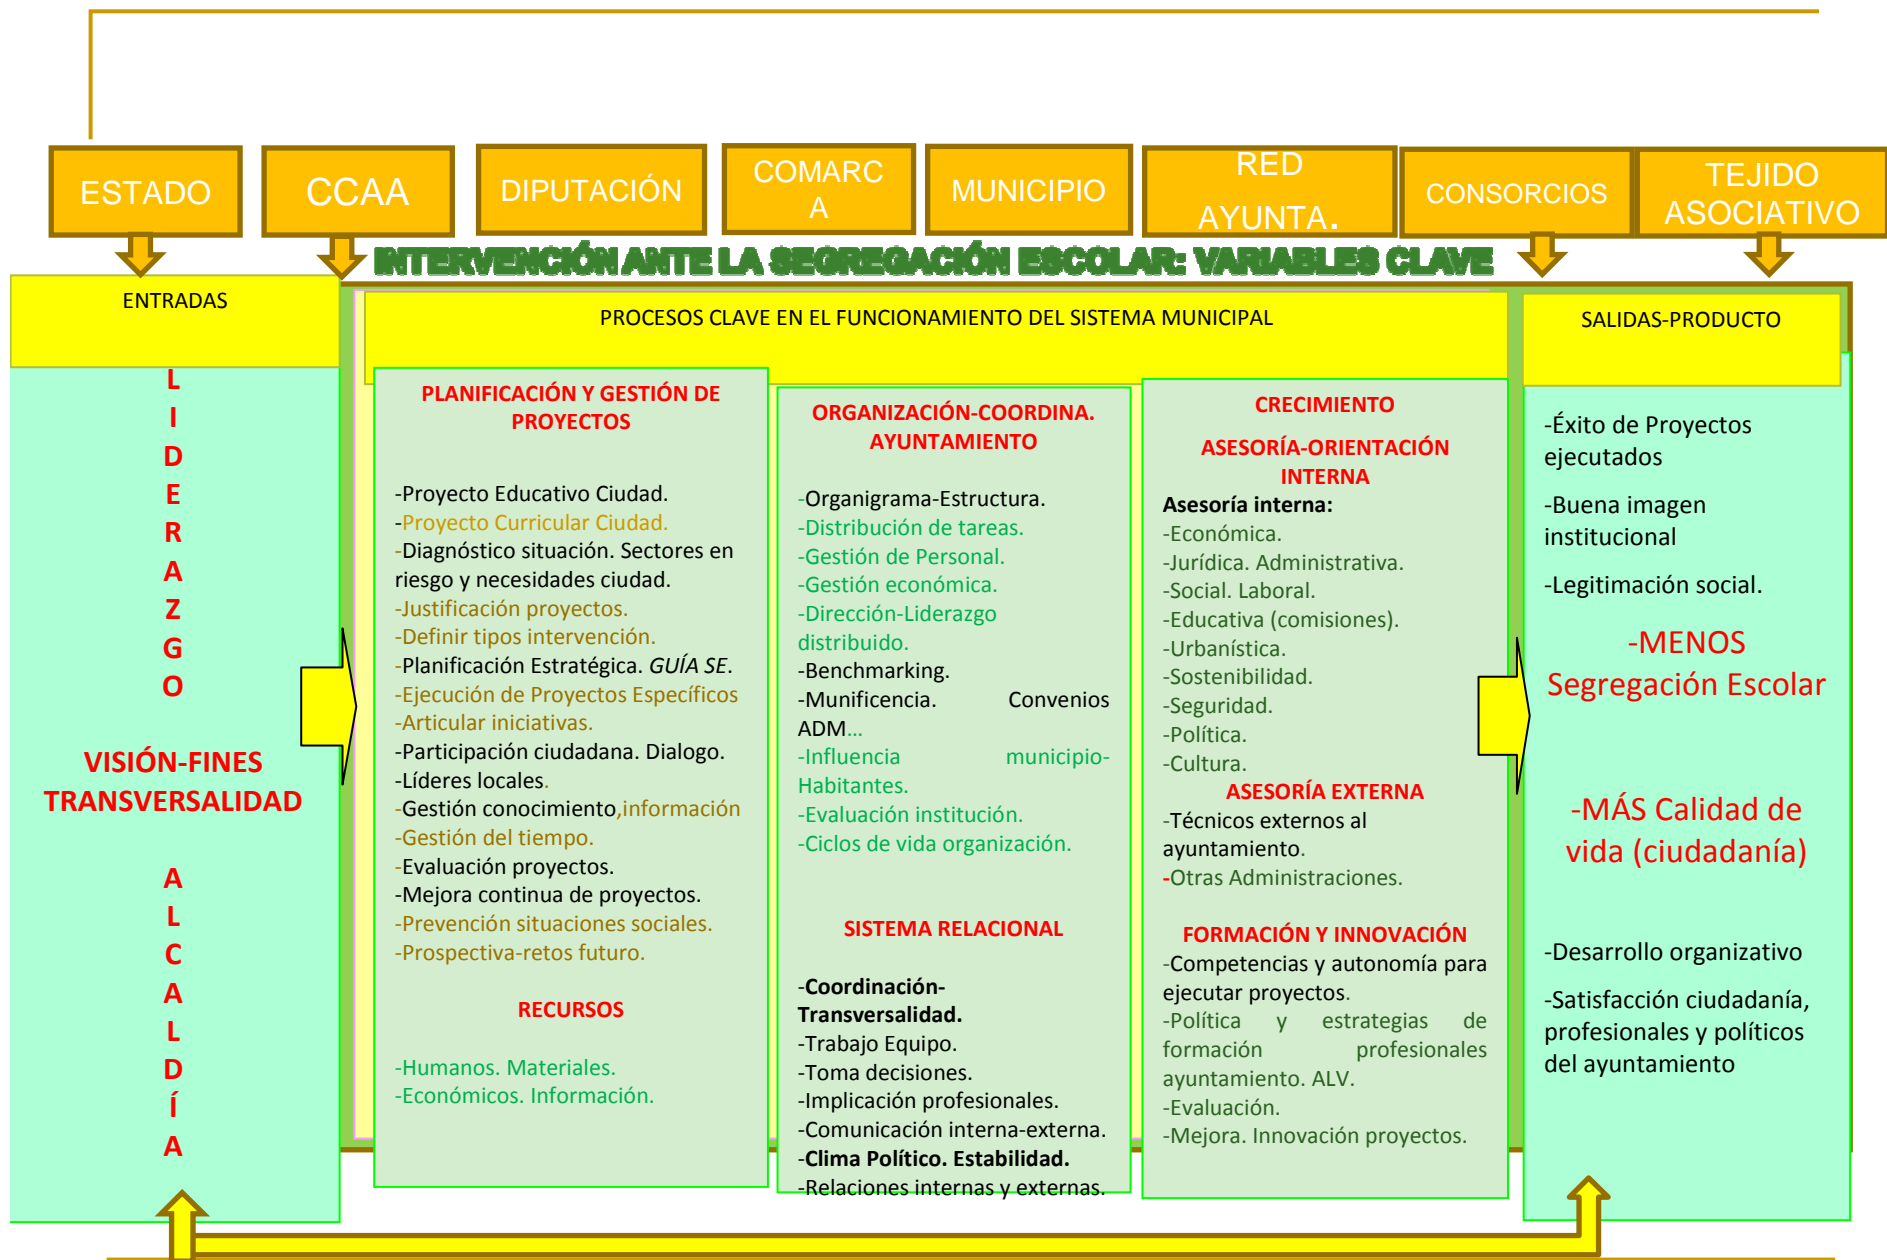 ESTADO
CCAA
DIPUTACIÓN
COMARC
A
MUNICIPIO
RED
AYUNTA.
CONSORCIOS
TEJIDO
ASOCIATIVO
INTERVENCIÓN ANTE LA SEGREGACIÓN ESCOLAR: VARIABLES CLAVE
ENTRADAS
L
I
D
E
R
A
Z
G
O
VISIÓN-FINES
TRANSVERSALIDAD
A
L
C
A
L
D
Í
A
PROCESOS CLAVE EN EL FUNCIONAMIENTO DEL SISTEMA MUNICIPAL
PLANIFICACIÓN Y GESTIÓN DE
PROYECTOS
-Proyecto Educativo Ciudad.
-Proyecto Curricular Ciudad.
-Diagnóstico situación. Sectores en
riesgo y necesidades ciudad.
-Justificación proyectos.
-Definir tipos intervención.
-Planificación Estratégica. GUÍA SE.
-Ejecución de Proyectos Específicos
-Articular iniciativas.
-Participación ciudadana. Dialogo.
-Líderes locales.
-Gestión conocimiento,información
-Gestión del tiempo.
-Evaluación proyectos.
-Mejora continua de proyectos.
-Prevención situaciones sociales.
-Prospectiva-retos futuro.
RECURSOS
-Humanos. Materiales.
-Económicos. Información.
ORGANIZACIÓN-COORDINA.
AYUNTAMIENTO
-Organigrama-Estructura.
-Distribución de tareas.
-Gestión de Personal.
-Gestión económica.
-Dirección-Liderazgo
distribuido.
-Benchmarking.
-Munificencia. Convenios
ADM...
-Influencia municipio-
Habitantes.
-Evaluación institución.
-Ciclos de vida organización.
SISTEMA RELACIONAL
-Coordinación-
Transversalidad.
-Trabajo Equipo.
-Toma decisiones.
-Implicación profesionales.
-Comunicación interna-externa.
-Clima Político. Estabilidad.
-Relaciones internas y externas.
CRECIMIENTO
ASESORÍA-ORIENTACIÓN
INTERNA
Asesoría interna:
-Económica.
-Jurídica. Administrativa.
-Social. Laboral.
-Educativa (comisiones).
-Urbanística.
-Sostenibilidad.
-Seguridad.
-Política.
-Cultura.
ASESORÍA EXTERNA
-Técnicos externos al
ayuntamiento.
-Otras Administraciones.
FORMACIÓN Y INNOVACIÓN
-Competencias y autonomía para
ejecutar proyectos.
-Política y estrategias de
formación profesionales
ayuntamiento. ALV.
-Evaluación.
-Mejora. Innovación proyectos.
SALIDAS-PRODUCTO
-Éxito de Proyectos
ejecutados
-Buena imagen
institucional
-Legitimación social.
-MENOS
Segregación Escolar
-MÁS Calidad de
vida (ciudadanía)
-Desarrollo organizativo
-Satisfacción ciudadanía,
profesionales y políticos
del ayuntamiento